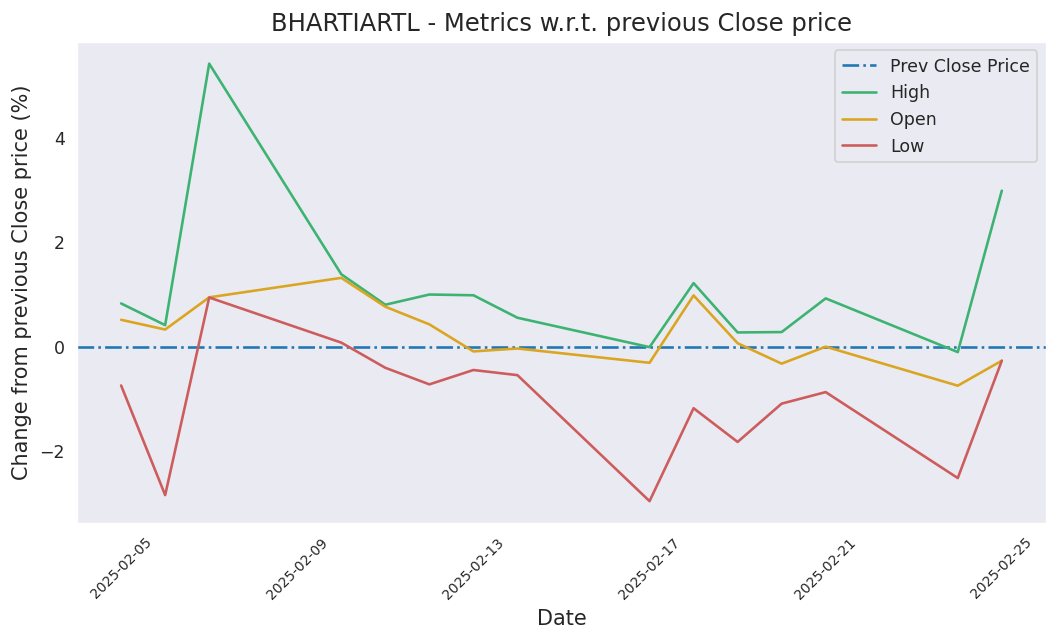 BHARTIARTL - Metrics w.r.t. previous Close price
Prev Close Price
High
Open
Low
Change from previous Close price (%)
4
2
0
−2
2025-02-05
2025-02-09
2025-02-13
2025-02-17
2025-02-21
2025-02-25
Date